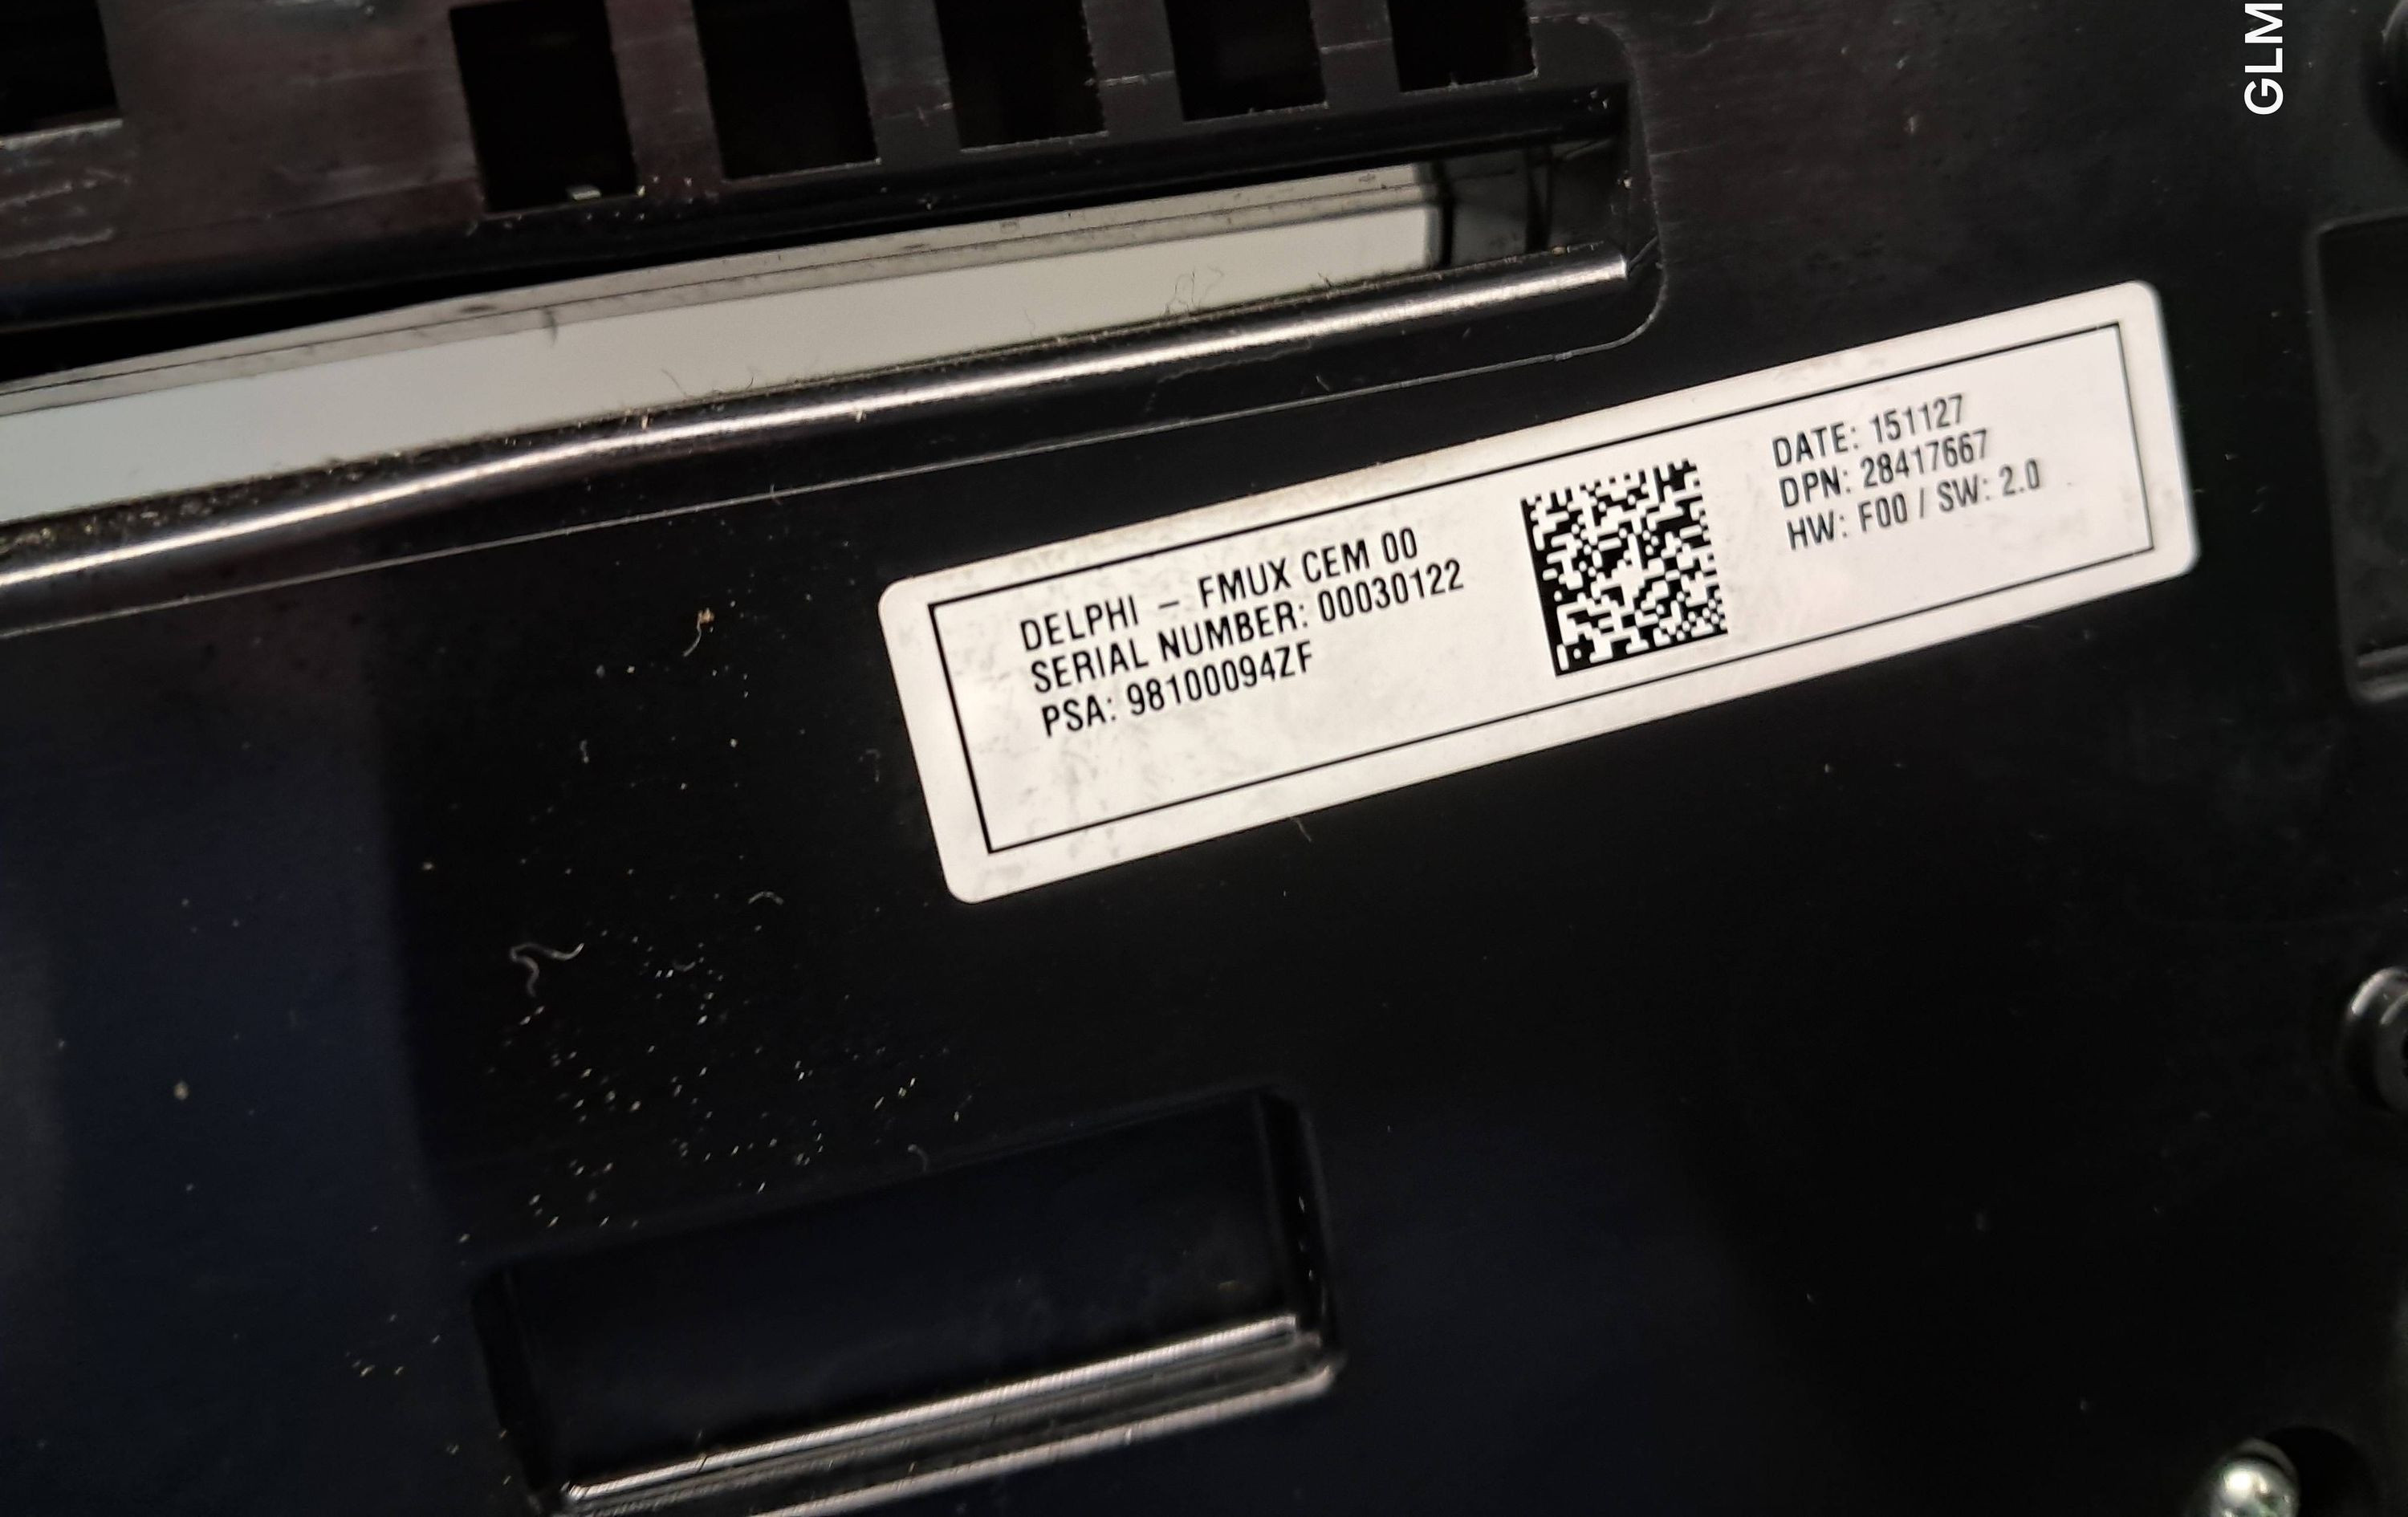 GLM
DELPHI – FMUX CEM 00
SERIAL NUMBER: 00030122
PSA: 98100094ZF
DATE: 151127
DPN: 28417667
HW: F00 / SW: 2.0